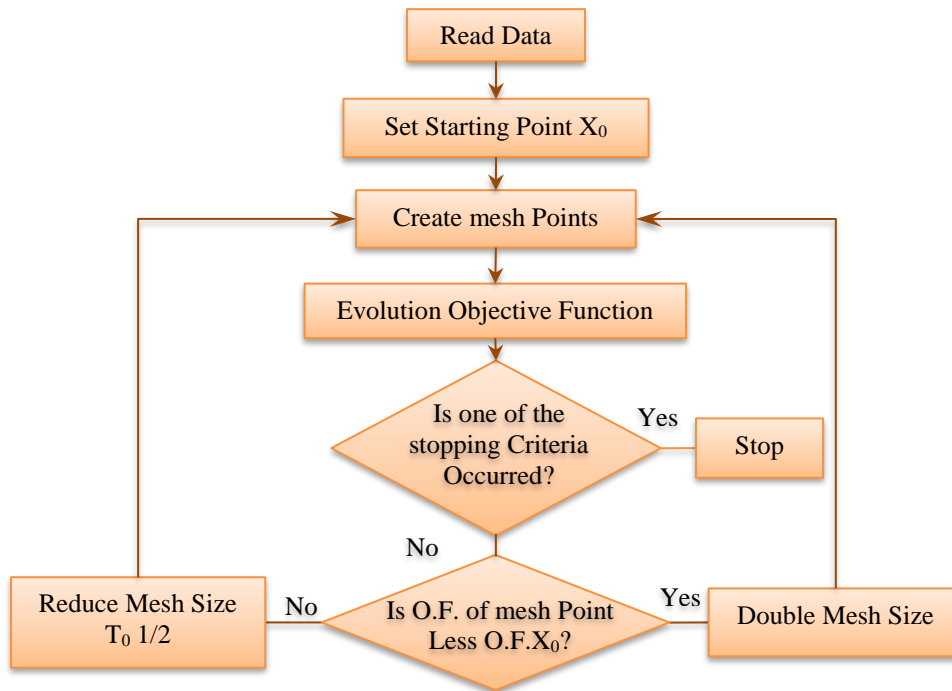 Read Data
Set Starting Point X₀
Create mesh Points
Evolution Objective Function
Is one of the
stopping Criteria
Occurred?
Yes
Stop
No
Reduce Mesh Size
T₀ 1/2
No
Is O.F. of mesh Point
Less O.F.X₀?
Yes
Double Mesh Size